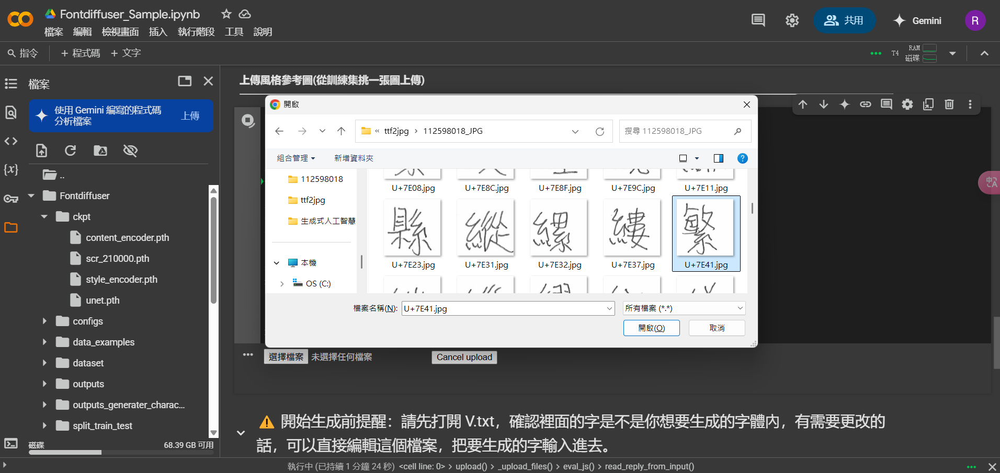 Fontdiffuser_Sample.ipynb
檔案 編輯 檢視畫面 插入 執行階段 工具 說明
共用
Gemini
R
指令 + 程式碼 + 文字
T4
RAM
磁碟
檔案
使用 Gemini 編寫的程式碼
分析檔案
上傳
{x}
..
Fontdiffuser
ckpt
content_encoder.pth
scr_210000.pth
style_encoder.pth
unet.pth
configs
data_examples
dataset
outputs
outputs_generater_charac...
split_train_test
磁碟 68.39 GB 可用
上傳風格參考圖(從訓練集挑一張圖上傳)
開啟
« ttf2jpg › 112598018_JPG
搜尋 112598018_JPG
組合管理 新增資料夾
112598018
ttf2jpg
生成式人工智慧
本機
OS (C:)
U+7E08.jpg U+7E8C.jpg U+7E8F.jpg U+7E9C.jpg U+7E11.jpg
縣 縱 縲 縷 繁
U+7E23.jpg U+7E31.jpg U+7E32.jpg U+7E37.jpg U+7E41.jpg
檔案名稱(N): U+7E41.jpg 所有檔案 (*.*)
開啟(O) 取消
選擇檔案 未選擇任何檔案 Cancel upload
⚠️ 開始生成前提醒：請先打開 V.txt，確認裡面的字是不是你想要生成的字體內，有需要更改的
話，可以直接編輯這個檔案，把要生成的字輸入進去。
執行中 (已持續 1 分鐘 24 秒) <cell line: 0> > upload() > _upload_files() > eval_js() > read_reply_from_input()
中A